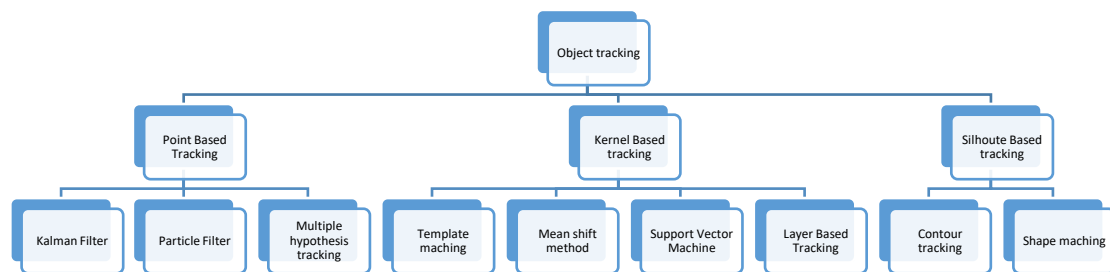 Object tracking
Point Based
Tracking
Kernel Based
tracking
Silhoute Based
tracking
Kalman Filter
Particle Filter
Multiple
hypothesis
tracking
Template
maching
Mean shift
method
Support Vector
Machine
Layer Based
Tracking
Contour
tracking
Shape maching